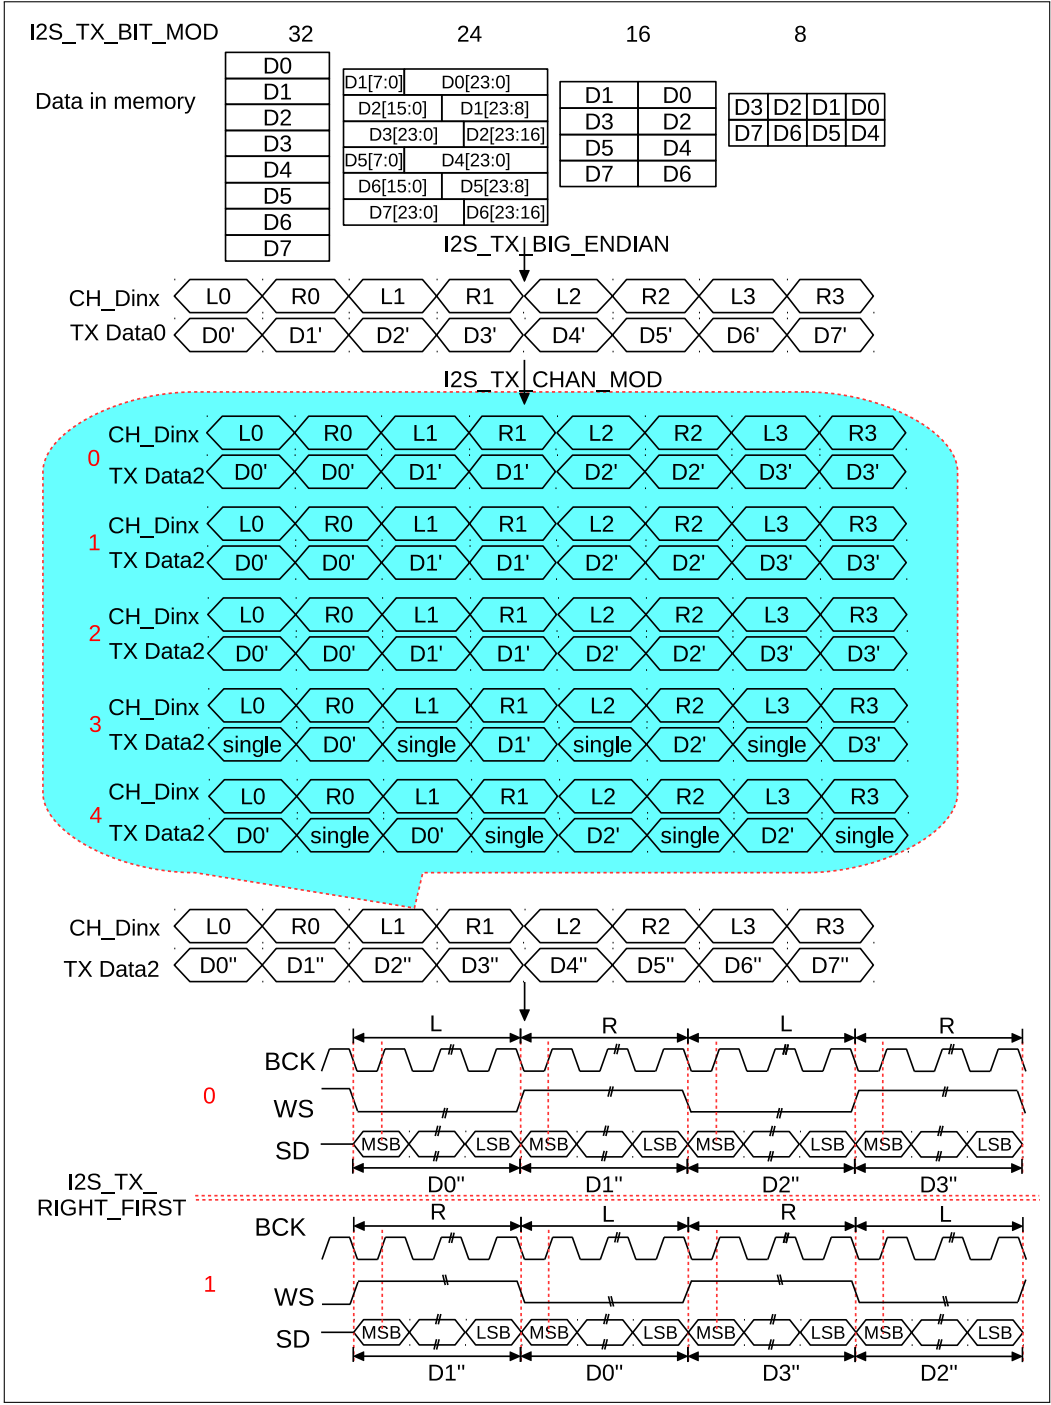 I2S_TX_BIT_MOD 32 24 16 8
Data in memory
D0
D1
D2
D3
D4
D5
D6
D7
D1[7:0] D0[23:0]
D2[15:0] D1[23:8]
D3[23:0] D2[23:16]
D5[7:0] D4[23:0]
D6[15:0] D5[23:8]
D7[23:0] D6[23:16]
D1 D0
D3 D2
D5 D4
D7 D6
D3 D2 D1 D0
D7 D6 D5 D4
I2S_TX_BIG_ENDIAN
CH_Dinx L0 R0 L1 R1 L2 R2 L3 R3
TX Data0 D0' D1' D2' D3' D4' D5' D6' D7'
I2S_TX_CHAN_MOD
0
CH_Dinx L0 R0 L1 R1 L2 R2 L3 R3
TX Data2 D0' D0' D1' D1' D2' D2' D3' D3'
1
CH_Dinx L0 R0 L1 R1 L2 R2 L3 R3
TX Data2 D0' D0' D1' D1' D2' D2' D3' D3'
2
CH_Dinx L0 R0 L1 R1 L2 R2 L3 R3
TX Data2 D0' D0' D1' D1' D2' D2' D3' D3'
3
CH_Dinx L0 R0 L1 R1 L2 R2 L3 R3
TX Data2 single D0' single D1' single D2' single D3'
4
CH_Dinx L0 R0 L1 R1 L2 R2 L3 R3
TX Data2 D0' single D0' single D2' single D2' single
CH_Dinx L0 R0 L1 R1 L2 R2 L3 R3
TX Data2 D0" D1" D2" D3" D4" D5" D6" D7"
I2S_TX_
RIGHT_FIRST
0
L R L R
BCK
WS
SD MSB LSB MSB LSB MSB LSB MSB LSB
D0" D1" D2" D3"
1
R L R L
BCK
WS
SD MSB LSB MSB LSB MSB LSB MSB LSB
D1" D0" D3" D2"